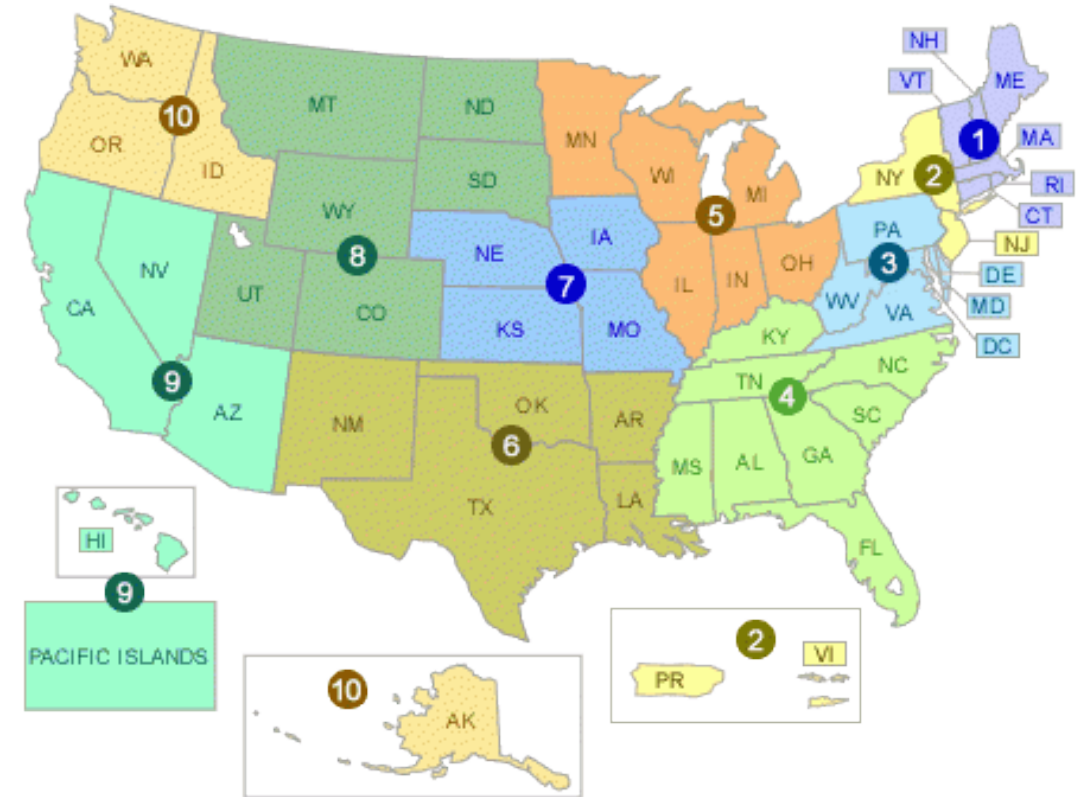 WA
OR
ID
10
MT
ND
SD
WY
UT
CO
8
NE
IA
KS
MO
7
MN
WI
MI
IL
IN
OH
5
NH
VT
ME
1
MA
RI
CT
NY
2
NJ
PA
3
DE
MD
WV
VA
DC
CA
NV
AZ
9
NM
OK
TX
AR
LA
6
KY
TN
NC
SC
MS
AL
GA
FL
4
HI
9
PACIFIC ISLANDS
10
AK
2
PR
VI